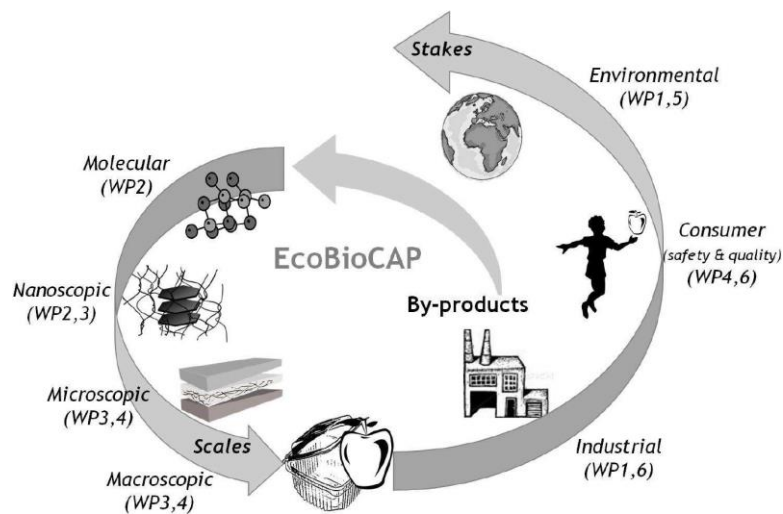 Stakes
Environmental
(WP1,5)
Molecular
(WP2)
EcoBioCAP
Consumer
(safety & quality)
(WP4,6)
Nanoscopic
(WP2,3)
By-products
Microscopic
(WP3,4)
Scales
Industrial
(WP1,6)
Macroscopic
(WP3,4)